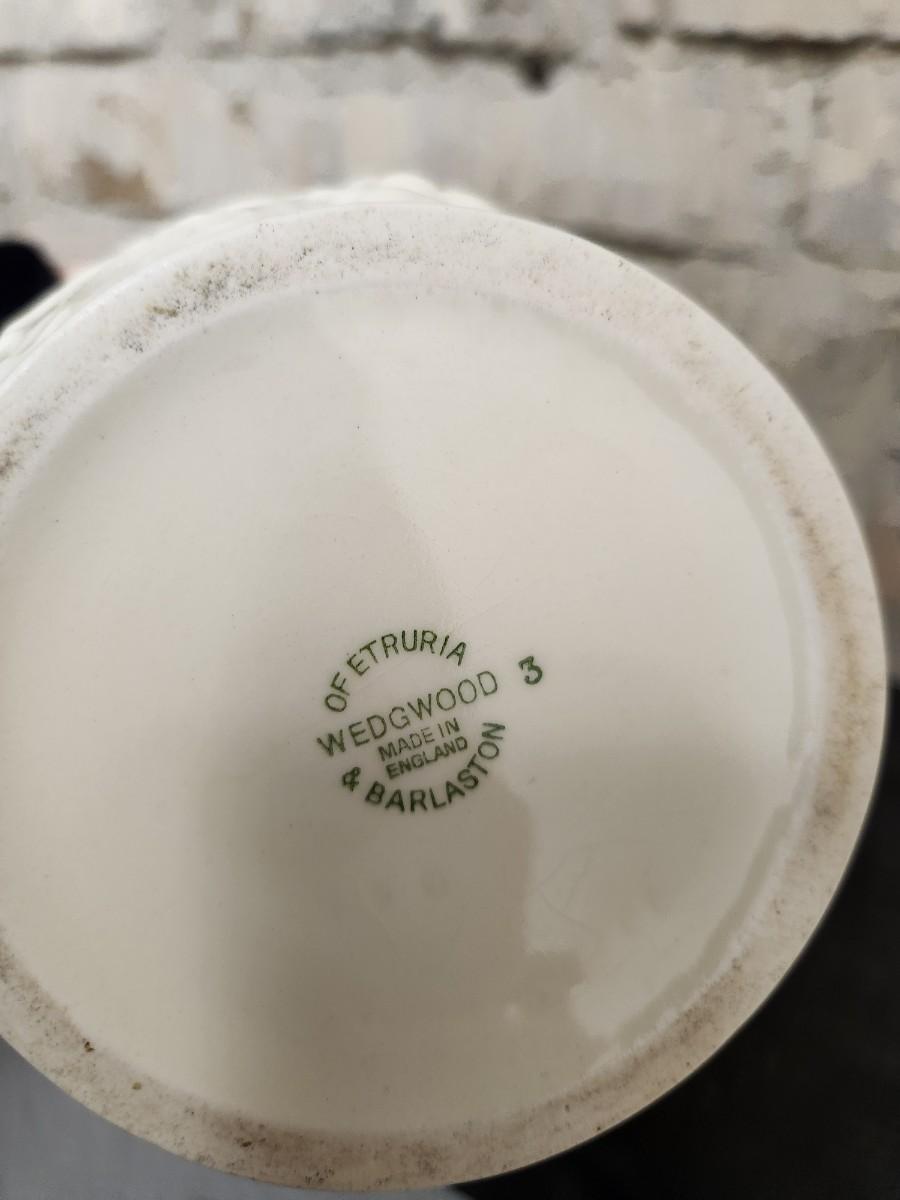 OF ETRURIA
WEDGWOOD 3
MADE IN
ENGLAND
& BARLASTON